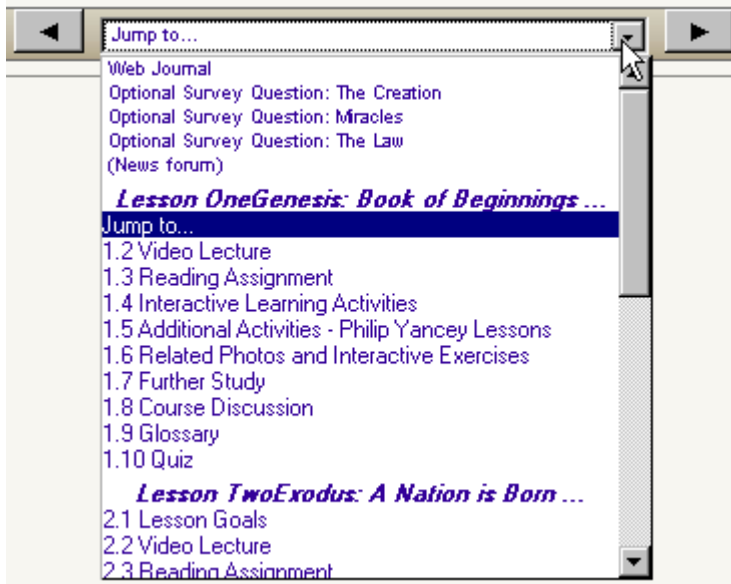 Jump to...
Web Journal
Optional Survey Question: The Creation
Optional Survey Question: Miracles
Optional Survey Question: The Law
(News forum)
Lesson OneGenesis: Book of Beginnings ...
Jump to...
1.2 Video Lecture
1.3 Reading Assignment
1.4 Interactive Learning Activities
1.5 Additional Activities - Philip Yancey Lessons
1.6 Related Photos and Interactive Exercises
1.7 Further Study
1.8 Course Discussion
1.9 Glossary
1.10 Quiz
Lesson TwoExodus: A Nation is Born ...
2.1 Lesson Goals
2.2 Video Lecture
2.3 Reading Assignment